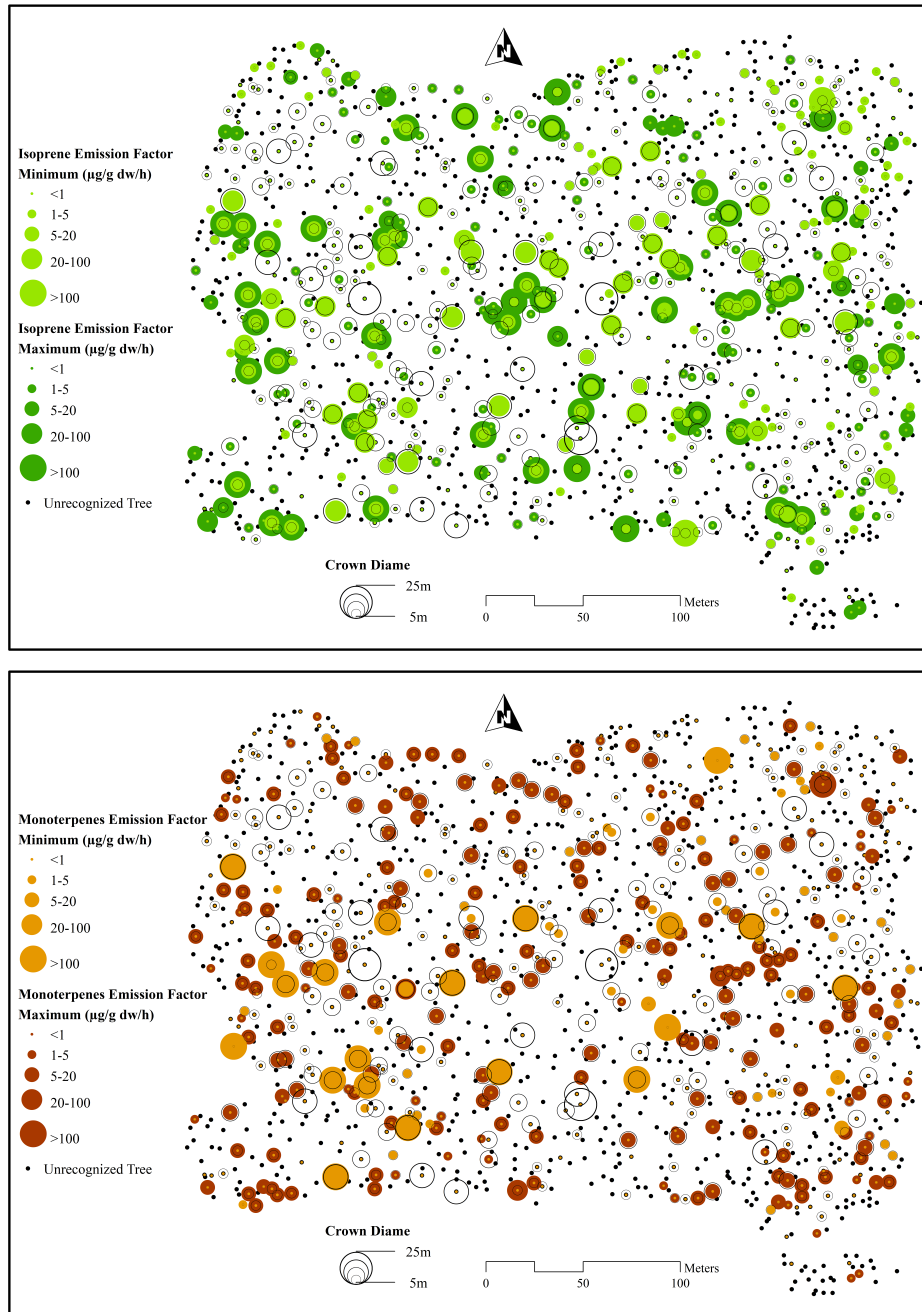 N
Isoprene Emission Factor
Minimum (µg/g dw/h)
<1
1-5
5-20
20-100
>100
Isoprene Emission Factor
Maximum (µg/g dw/h)
<1
1-5
5-20
20-100
>100
Unrecognized Tree
Crown Diame
25m
5m
Meters
0 50 100
N
Monoterpenes Emission Factor
Minimum (µg/g dw/h)
<1
1-5
5-20
20-100
>100
Monoterpenes Emission Factor
Maximum (µg/g dw/h)
<1
1-5
5-20
20-100
>100
Unrecognized Tree
Crown Diame
25m
5m
Meters
0 50 100